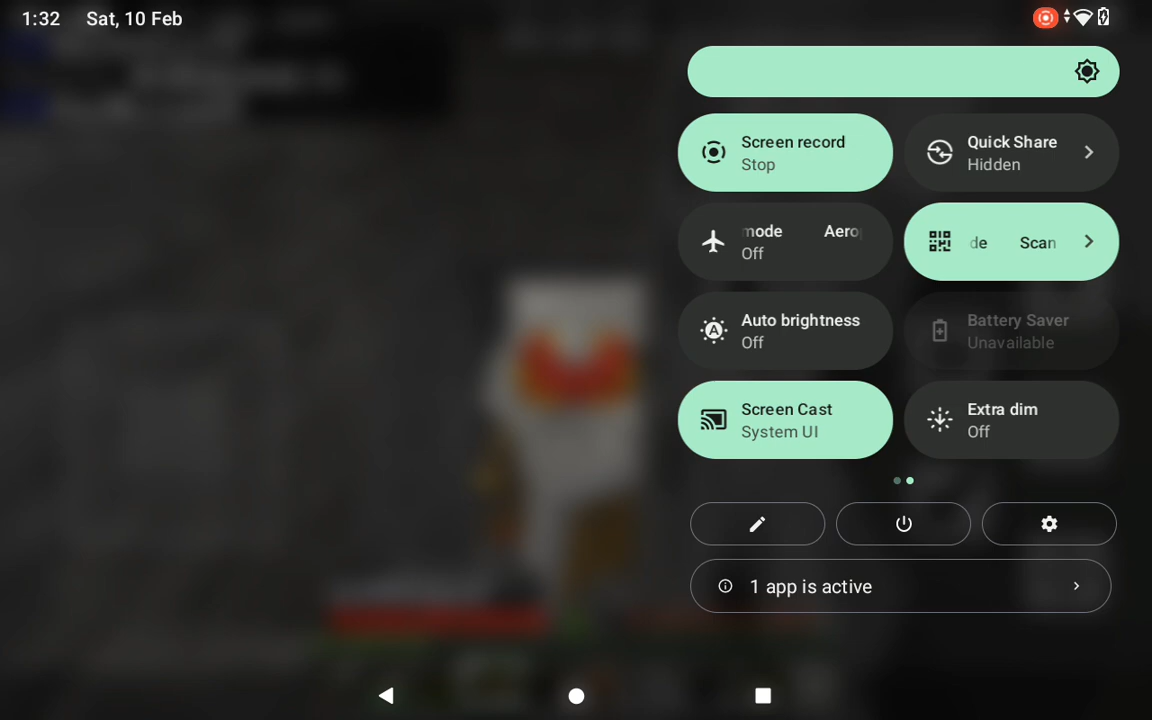 1:32 Sat, 10 Feb
Screen record
Stop
Quick Share
Hidden
mode Aero
Off
de Scan
Auto brightness
Off
Battery Saver
Unavailable
Screen Cast
System UI
Extra dim
Off
1 app is active